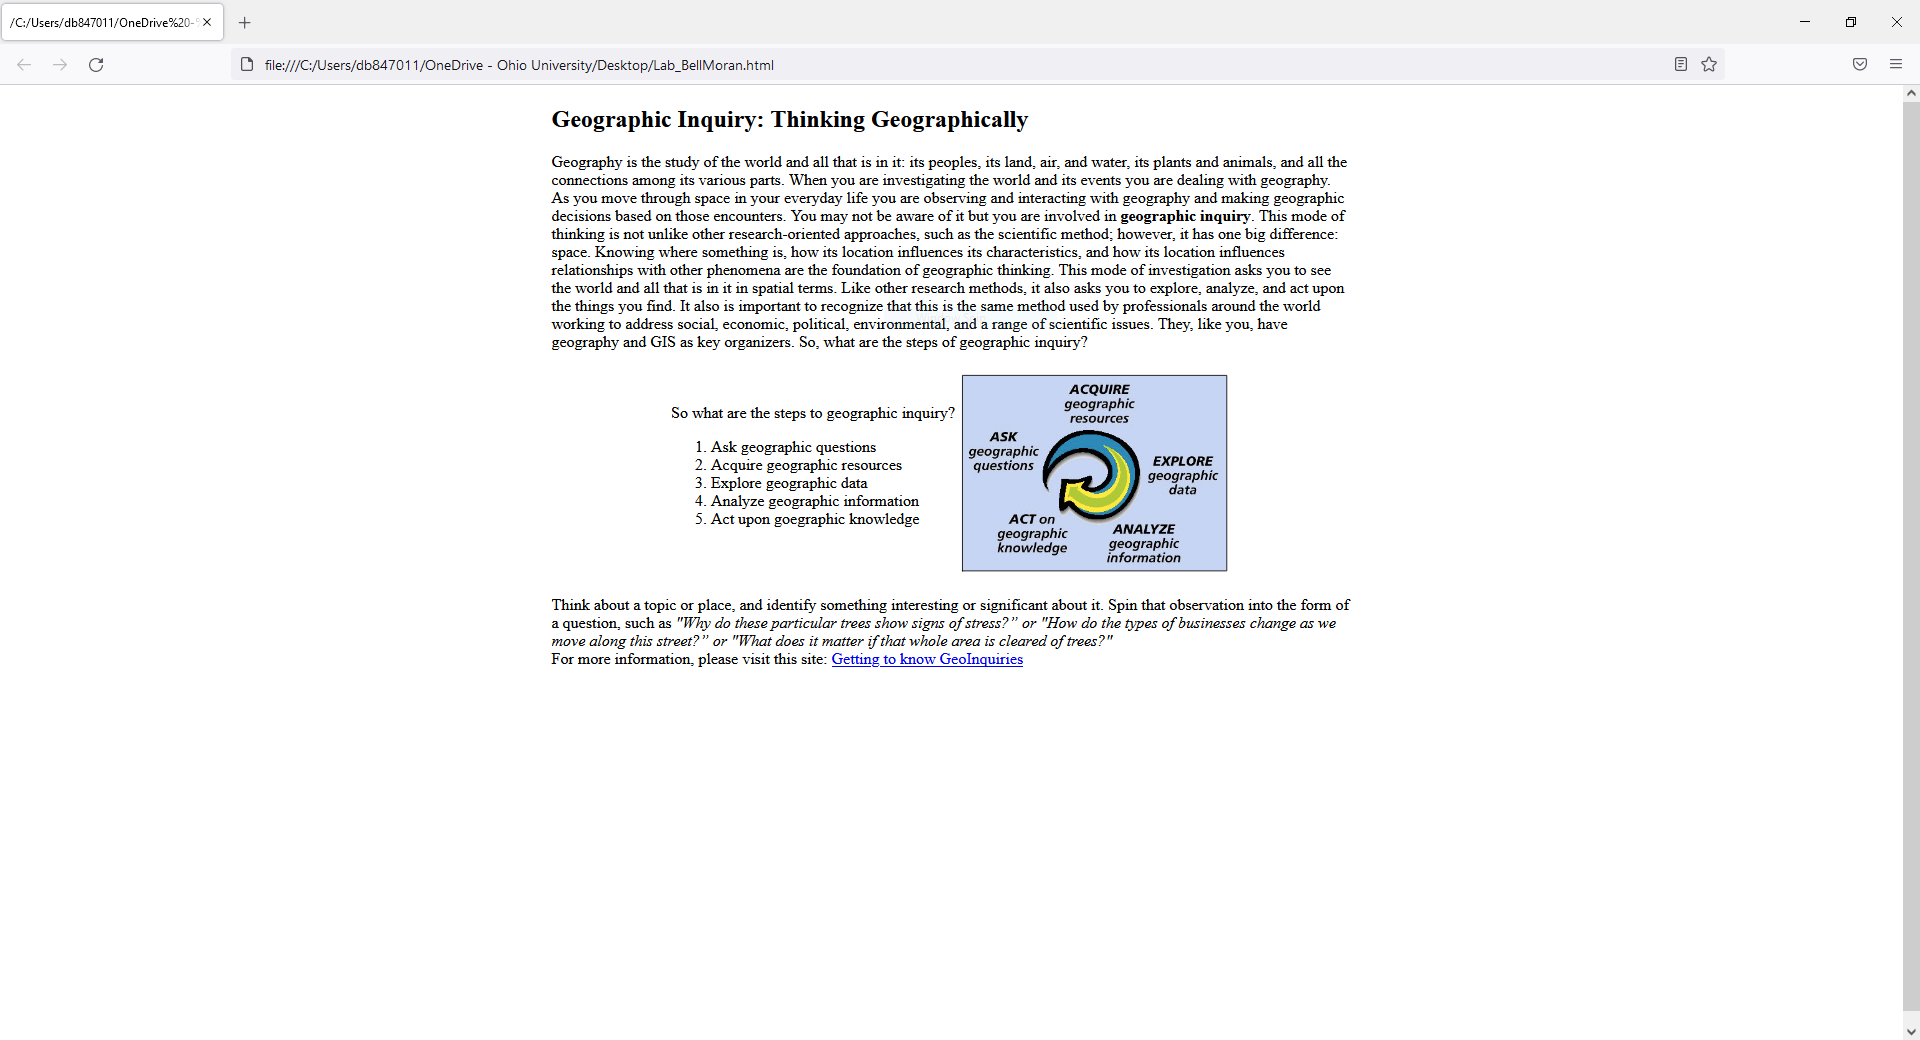 /C:/Users/db847011/OneDrive%20-
file:///C:/Users/db847011/OneDrive - Ohio University/Desktop/Lab_BellMoran.html
Geographic Inquiry: Thinking Geographically
Geography is the study of the world and all that is in it: its peoples, its land, air, and water, its plants and animals, and all the
connections among its various parts. When you are investigating the world and its events you are dealing with geography.
As you move through space in your everyday life you are observing and interacting with geography and making geographic
decisions based on those encounters. You may not be aware of it but you are involved in geographic inquiry. This mode of
thinking is not unlike other research-oriented approaches, such as the scientific method; however, it has one big difference:
space. Knowing where something is, how its location influences its characteristics, and how its location influences
relationships with other phenomena are the foundation of geographic thinking. This mode of investigation asks you to see
the world and all that is in it in spatial terms. Like other research methods, it also asks you to explore, analyze, and act upon
the things you find. It also is important to recognize that this is the same method used by professionals around the world
working to address social, economic, political, environmental, and a range of scientific issues. They, like you, have
geography and GIS as key organizers. So, what are the steps of geographic inquiry?
So what are the steps to geographic inquiry?
1. Ask geographic questions
2. Acquire geographic resources
3. Explore geographic data
4. Analyze geographic information
5. Act upon goegraphic knowledge
ACQUIRE
geographic
resources
ASK
geographic
questions
EXPLORE
geographic
data
ACT on
geographic
knowledge
ANALYZE
geographic
information
Think about a topic or place, and identify something interesting or significant about it. Spin that observation into the form of
a question, such as "Why do these particular trees show signs of stress?” or "How do the types of businesses change as we
move along this street?” or "What does it matter if that whole area is cleared of trees?"
For more information, please visit this site: Getting to know GeoInquiries